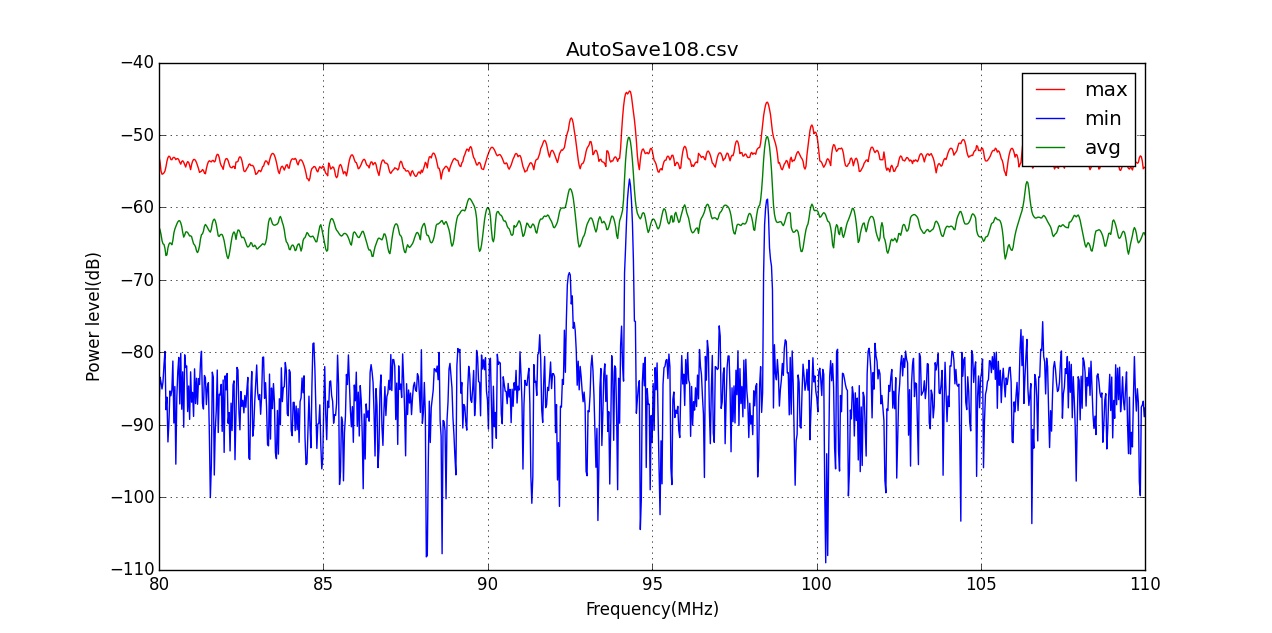 AutoSave108.csv
−40
−50
−60
−70
−80
−90
−100
−110
Power level(dB)
max
min
avg
80 85 90 95 100 105 110
Frequency(MHz)